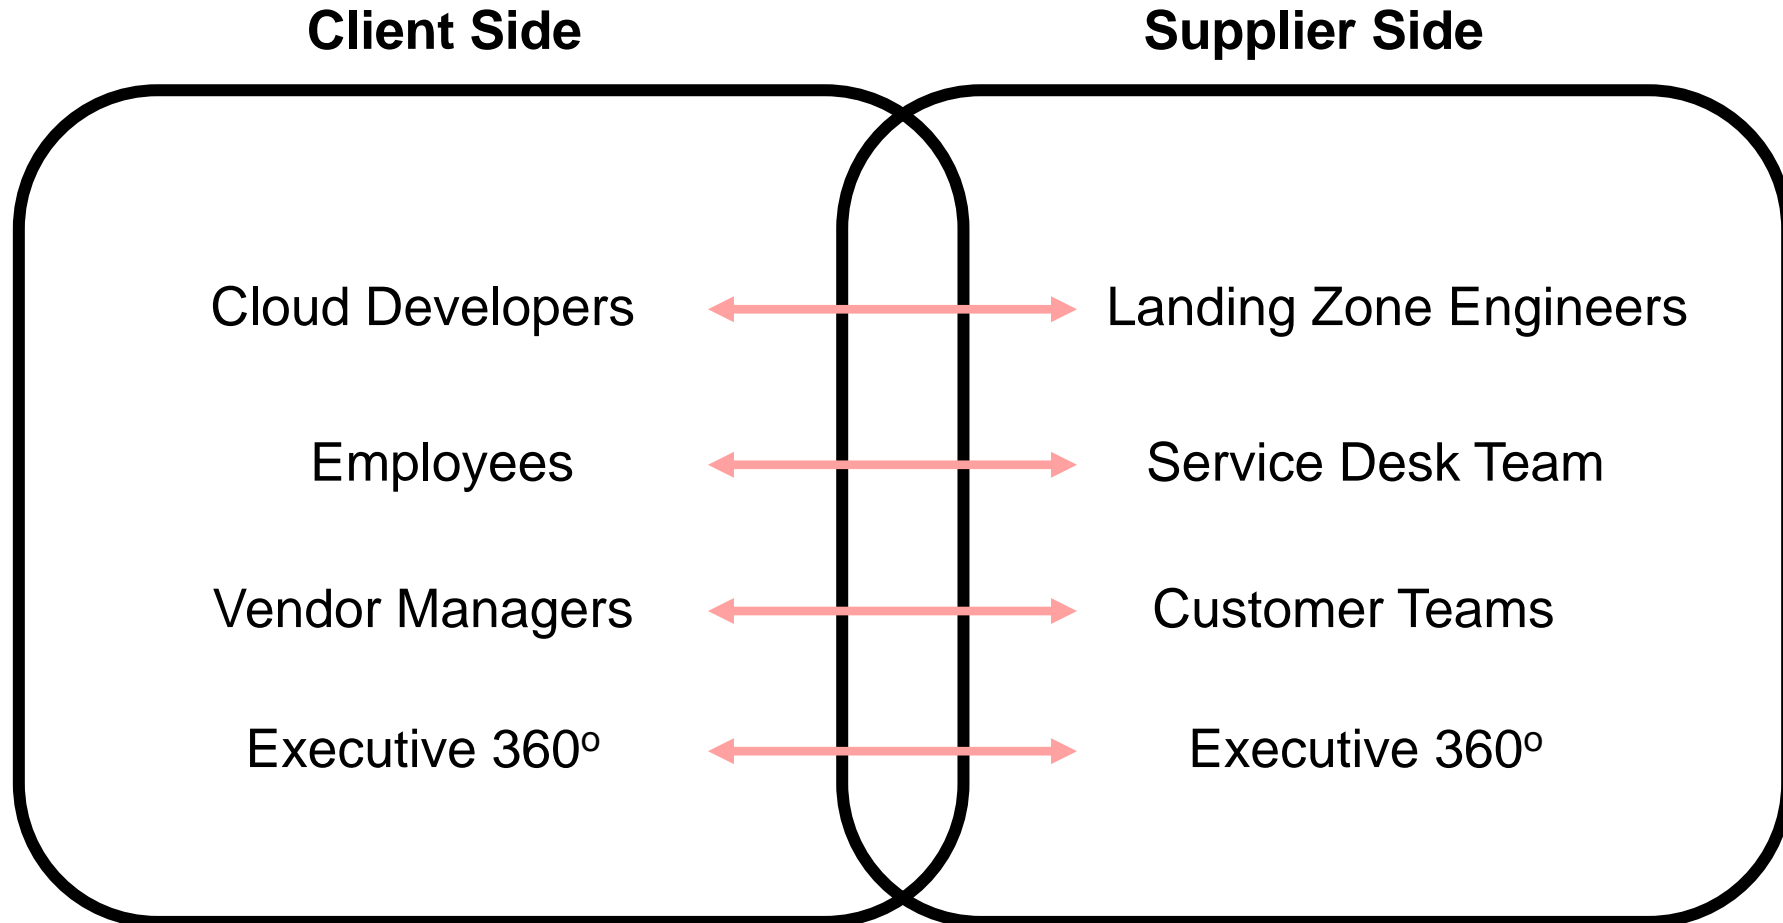 Client Side
Supplier Side
Cloud Developers
Landing Zone Engineers
Employees
Service Desk Team
Vendor Managers
Customer Teams
Executive 360º
Executive 360º